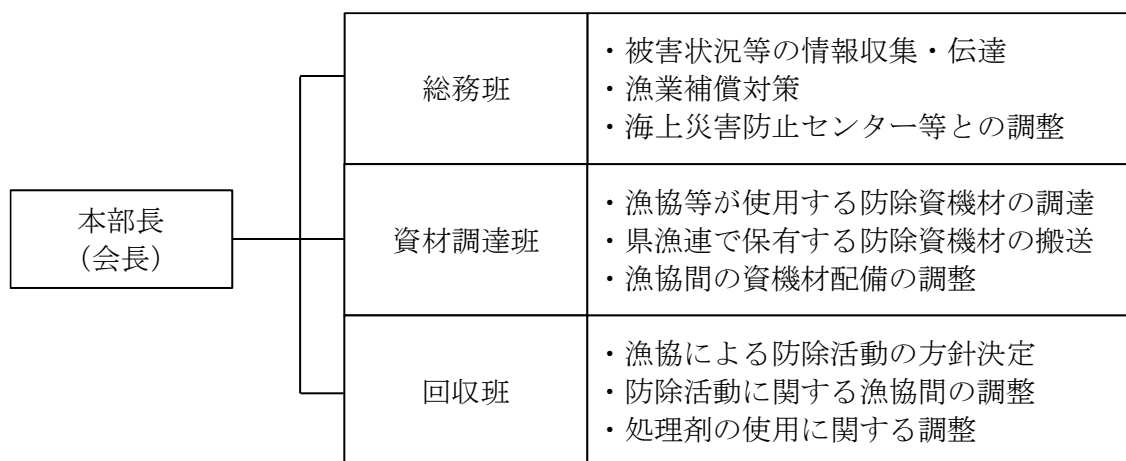 本部長
（会長）
総務班
・被害状況等の情報収集・伝達
・漁業補償対策
・海上災害防止センター等との調整
資材調達班
・漁協等が使用する防除資機材の調達
・県漁連で保有する防除資機材の搬送
・漁協間の資機材配備の調整
回収班
・漁協による防除活動の方針決定
・防除活動に関する漁協間の調整
・処理剤の使用に関する調整